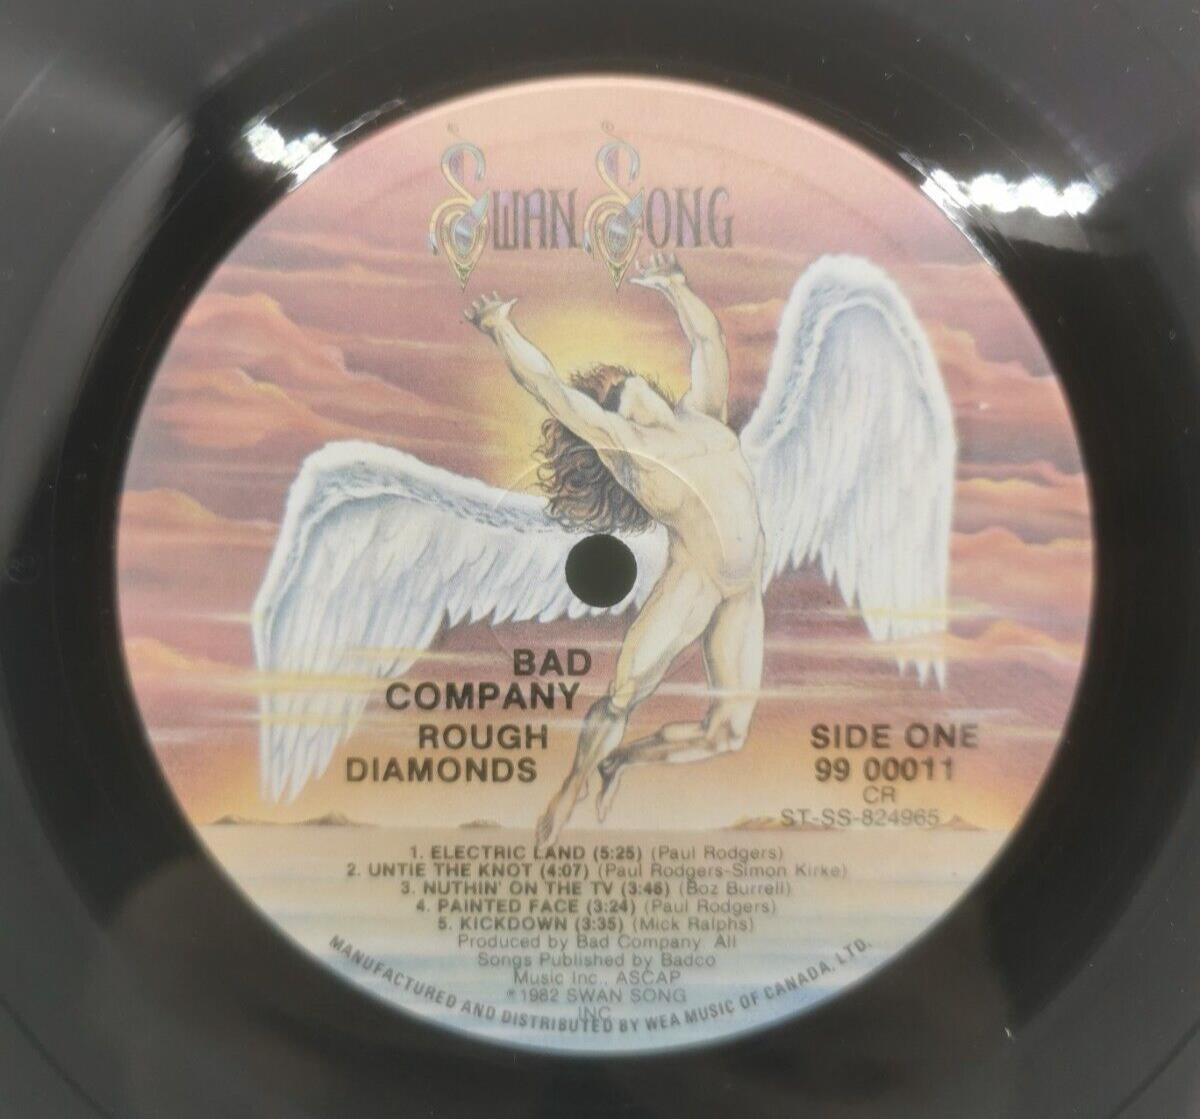 SWAN SONG
BAD
COMPANY
ROUGH
DIAMONDS
SIDE ONE
99 00011
CR
ST-SS-824965
1. ELECTRIC LAND (5:25) (Paul Rodgers)
2. UNTIE THE KNOT (4:07) (Paul Rodgers-Simon Kirke)
3. NUTHIN' ON THE TV (3:46) (Boz Burrell)
4. PAINTED FACE (3:24) (Paul Rodgers)
5. KICKDOWN (3:35) (Mick Ralphs)
Produced by Bad Company All
Songs Published by Badco
Music Inc., ASCAP
℗1982 SWAN SONG
INC.
MANUFACTURED AND DISTRIBUTED BY WEA MUSIC OF CANADA, LTD.